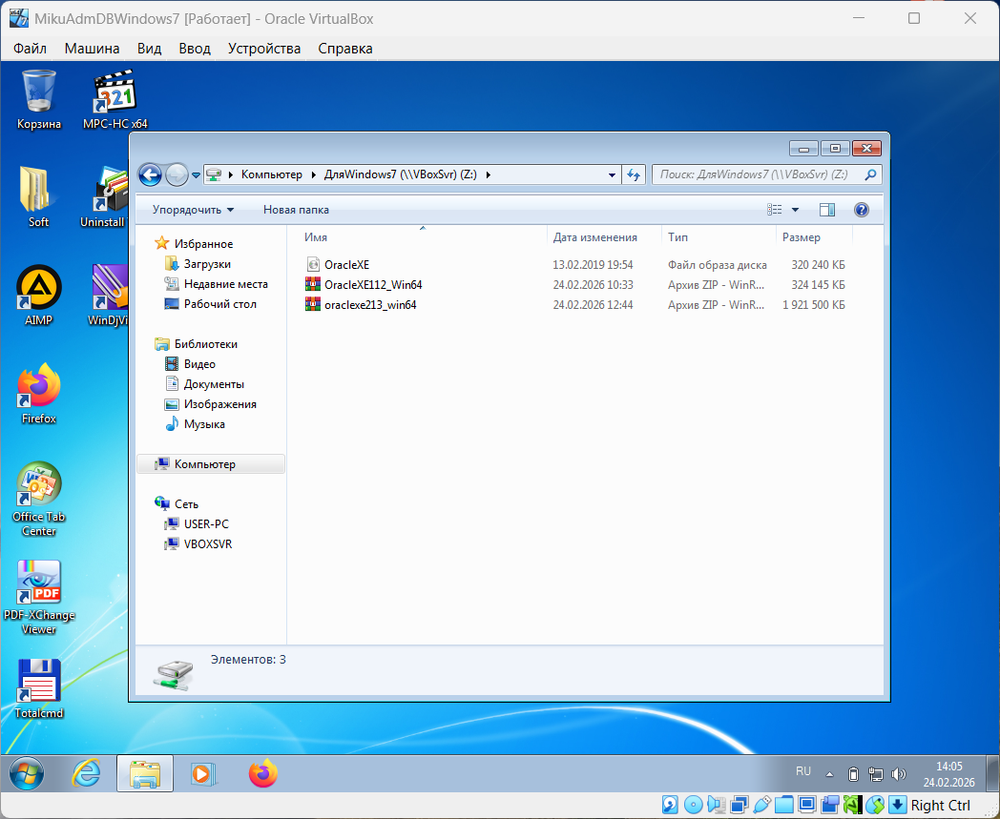 MikuAdmDBWindows7 [Работает] - Oracle VirtualBox
Файл Машина Вид Ввод Устройства Справка
Корзина
MPC-HC x64
Soft
Uninstall
AIMP
WinDjVi
Firefox
Office Tab
Center
PDF-XChange
Viewer
Totalcmd
Компьютер ДляWindows7 (\\VBoxSvr) (Z:)
Поиск: ДляWindows7 (\\VBoxSvr) (Z:)
Упорядочить Новая папка
Избранное
Загрузки
Недавние места
Рабочий стол
Библиотеки
Видео
Документы
Изображения
Музыка
Компьютер
Сеть
USER-PC
VBOXSVR
Имя Дата изменения Тип Размер
OracleXE 13.02.2019 19:54 Файл образа диска 320 240 КБ
OracleXE112_Win64 24.02.2026 10:33 Архив ZIP - WinR... 324 145 КБ
oraclexe213_win64 24.02.2026 12:44 Архив ZIP - WinR... 1 921 500 КБ
Элементов: 3
RU
14:05
24.02.2026
Right Ctrl